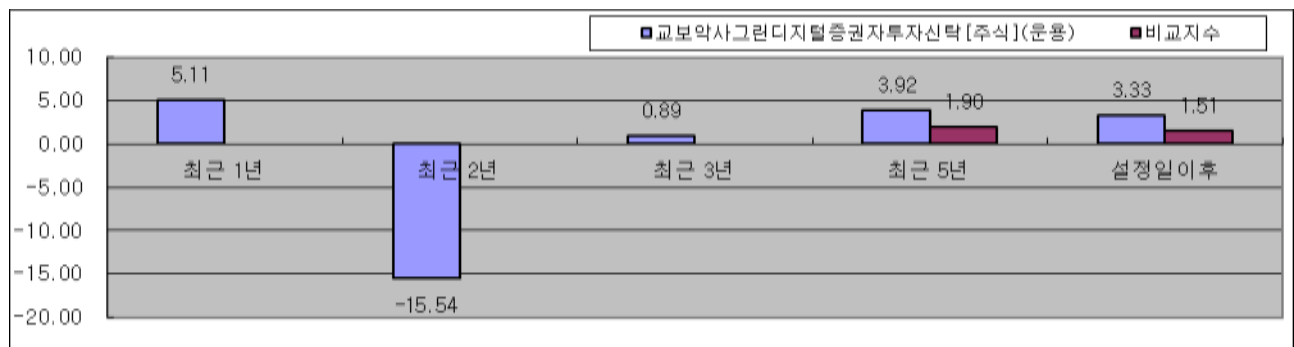 교보악사그린디지털증권자투자신탁[주식](운용) 비교지수
10.00
5.00
0.00
-5.00
-10.00
-15.00
-20.00
5.11
-15.54
0.89
3.92
1.90
3.33
1.51
최근 1년
최근 2년
최근 3년
최근 5년
설정일이후